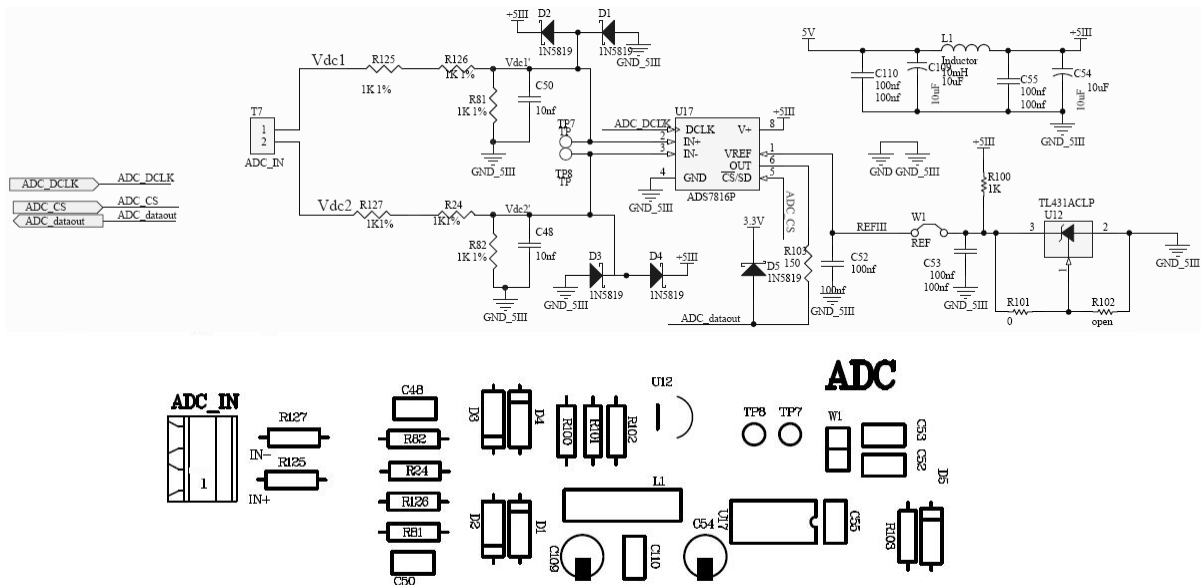 +5III
D2
D1
1N5819
1N5819
GND_5III
Vdc1
R125
1K 1%
R126
1K 1%
Vdc1'
R81
1K 1%
C50
10nf
GND_5III
T7
1
2
ADC_IN
TP7
TP
TP8
TP
ADC_DCLK
ADC_DCLK
ADC_CS
ADC_CS
ADC_dataout
ADC_dataout
Vdc2
R127
1K1%
R24
1K1%
Vdc2'
R82
1K 1%
C48
10nf
GND_5III
D3
1N5819
D4
1N5819
+5III
GND_5III
U17
ADC_DCLK
1
DCLK
V+
8
+5III
2
IN+
VREF
1
3
IN-
OUT
6
CS/SD
5
4
GND
GND_5III
ADS7816P
ADC_CS
3.3V
R103
150
D5
1N5819
ADC_dataout
5V
L1
Inductor
10mH
+5III
C110
100nf
100nf
C109
10uF
10uF
C55
100nf
100nf
C54
10uF
10uF
GND_5III
GND
GND_5III
+5III
R100
1K
TL431ACLP
U12
3
2
1
REFIII
W1
REF
C52
100nf
100nf
GND_5III
C53
100nf
100nf
GND_5III
R101
0
R102
open
GND_5III
ADC
ADC_IN
1
R127
IN-
R125
IN+
C48
R82
R24
R126
R81
C50
D3
D4
D2
D1
R100
R101
R102
U12
L1
C109
C110
C54
TP8
TP7
W1
C53
C52
U17
C55
D5
R103